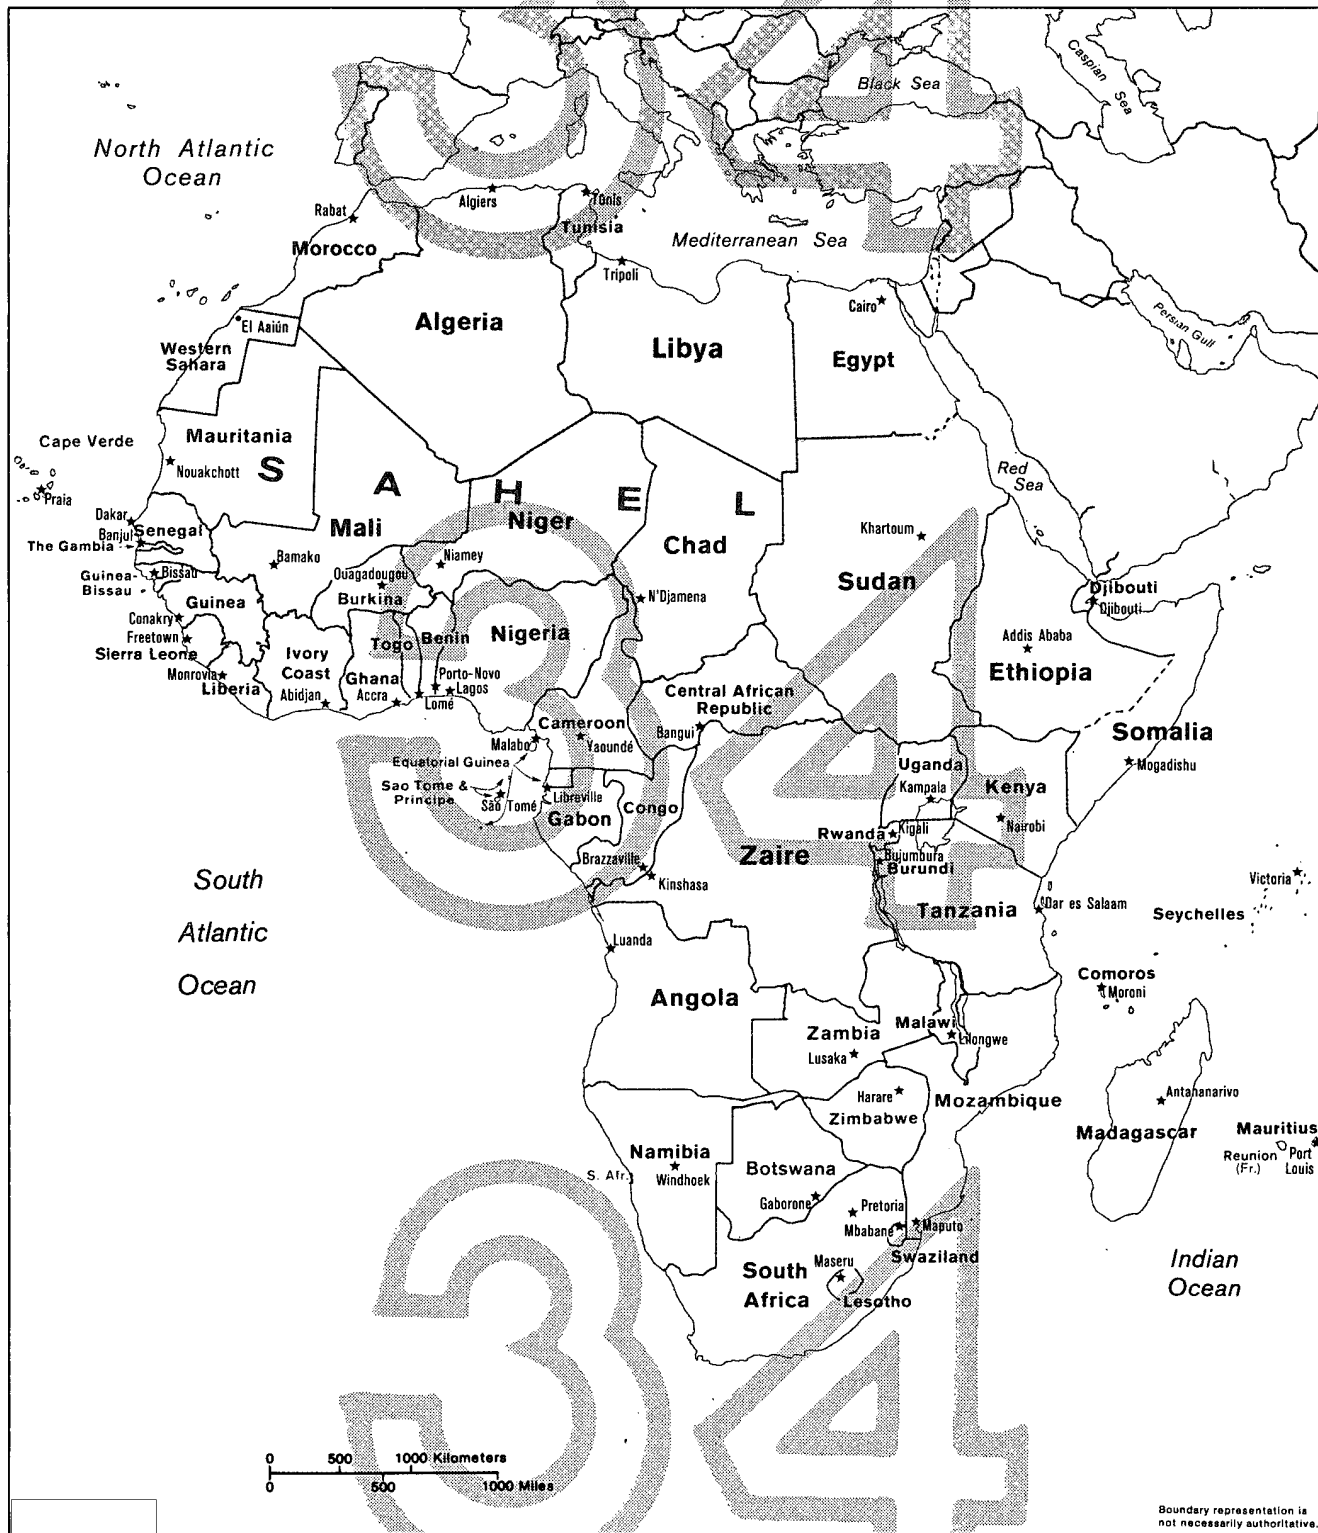 34
Black Sea
Caspian
Sea
North Atlantic
Ocean
Algiers
Tunis
Rabat
Tunisia
Morocco
Mediterranean Sea
Tripoli
Cairo
Persian Gulf
El Aaiún
Algeria
Western
Sahara
Libya
Egypt
Cape Verde
Mauritania
SAHEL
Nouakchott
Red
Sea
Praia
Dakar
Senegal
Mali
Niger
Khartoum
Banjul
The Gambia
Chad
Bamako
Niamey
Guinea-
Bissau
Bissau
Ouagadougou
Burkina
Sudan
Djibouti
Djibouti
N'Djamena
Guinea
Conakry
Freetown
Sierra Leone
Togo
Benin
Nigeria
Addis Ababa
Ethiopia
Ivory
Coast
Monrovia
Liberia
Ghana
Porto-Novo
Lagos
Abidjan
Accra
Lomé
Central African
Republic
Cameroon
Bangui
Somalia
Malabo
Yaoundé
Equatorial Guinea
Uganda
Mogadishu
Sao Tome &
Principe
São Tomé
Libreville
Congo
Kampala
Kenya
Gabon
Nairobi
Rwanda
Kigali
Zaire
Brazzaville
Bujumbura
Burundi
Kinshasa
South
Atlantic
Ocean
Victoria
Tanzania
Dar es Salaam
Seychelles
Luanda
Comoros
Moroni
Angola
Zambia
Malawi
Lilongwe
Lusaka
Harare
Zimbabwe
Mozambique
Antananarivo
Madagascar
Mauritius
Reunion
(Fr.)
Port
Louis
Namibia
Windhoek
S. Afr.
Botswana
Gaborone
Pretoria
Mbabane
Maputo
Swaziland
Maseru
South
Africa
Lesotho
Indian
Ocean
34
34
0 500 1000 Kilometers
0 500 1000 Miles
Boundary representation is
not necessarily authoritative.